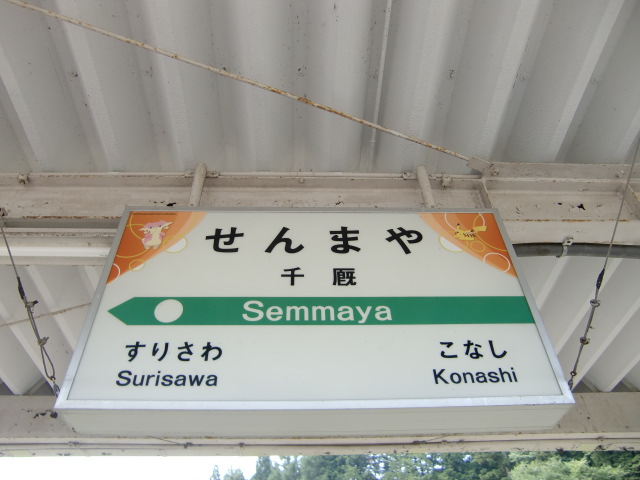 せんまや
千厩
Semmaya
すりさわ
Surisawa
こなし
Konashi